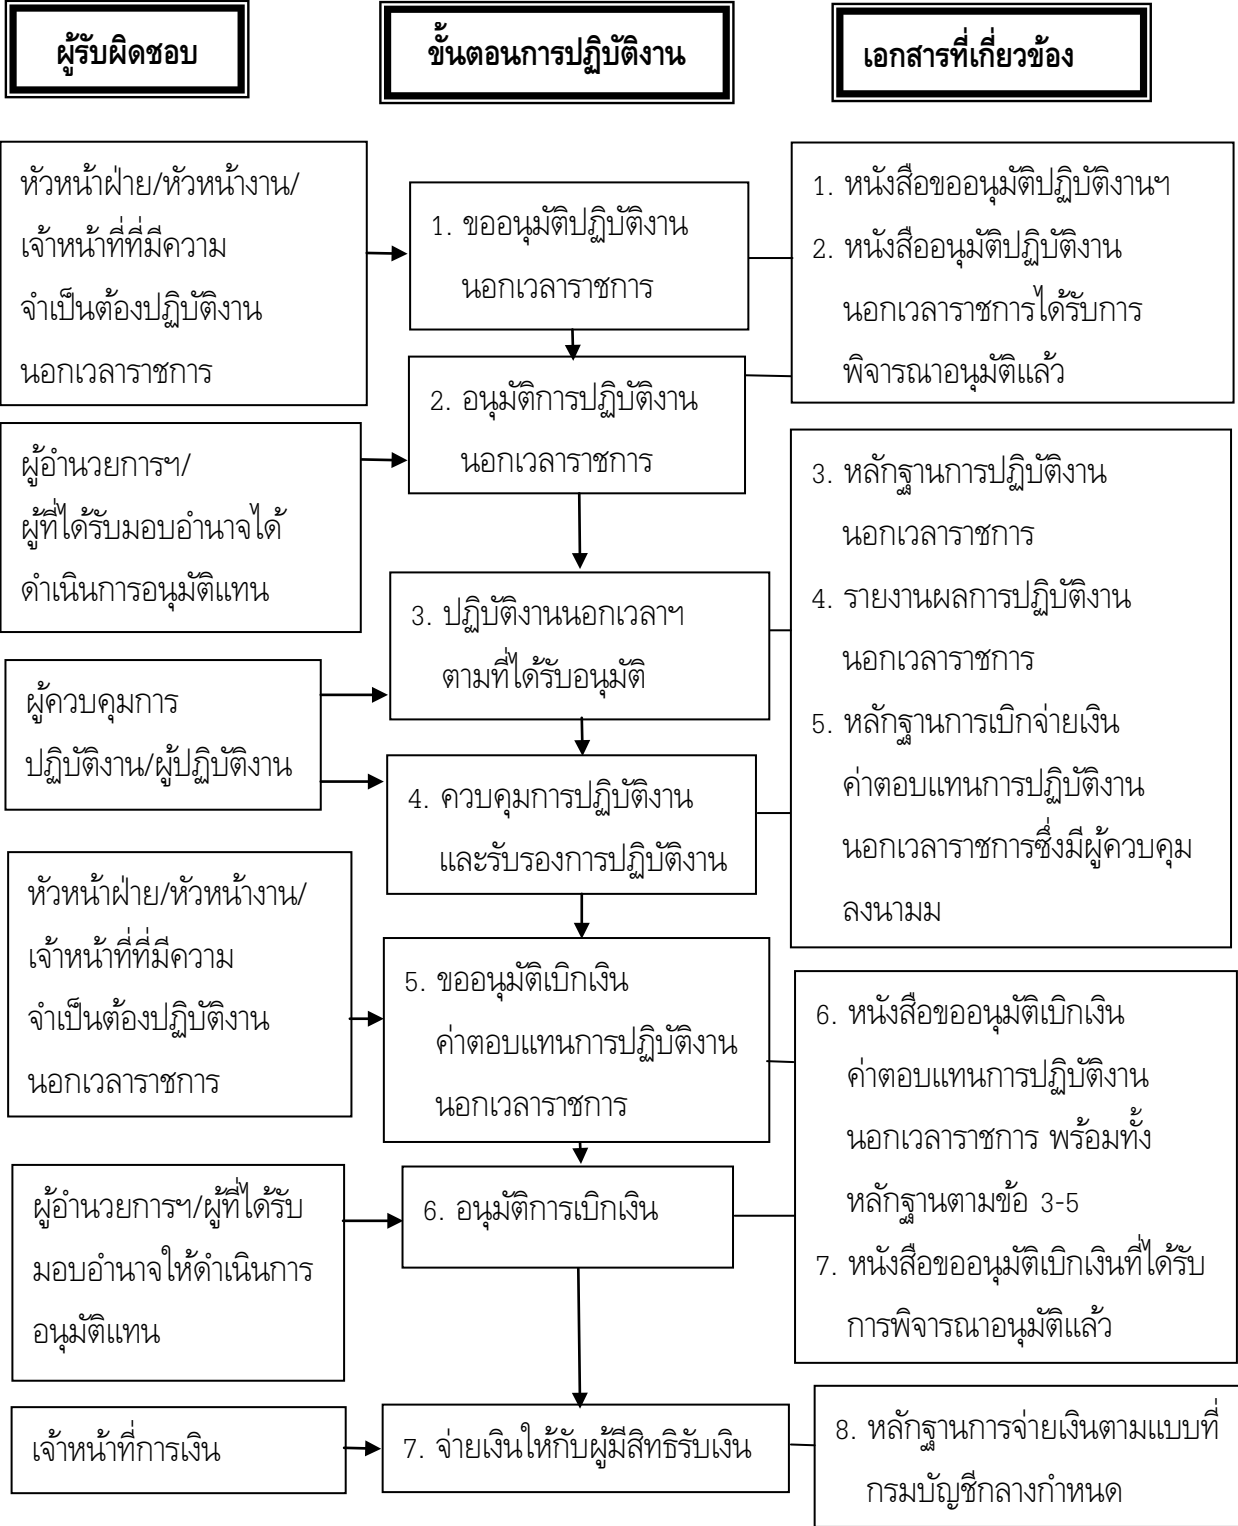 ผู้รับผิดชอบ
ขั้นตอนการปฏิบัติงาน
เอกสารที่เกี่ยวข้อง
หัวหน้าฝ่าย/หัวหน้างาน/
เจ้าหน้าที่ที่มีความ
จำเป็นต้องปฏิบัติงาน
นอกเวลาราชการ
1. ขออนุมัติปฏิบัติงาน
นอกเวลาราชการ
1. หนังสือขออนุมัติปฏิบัติงานฯ
2. หนังสืออนุมัติปฏิบัติงาน
นอกเวลาราชการได้รับการ
พิจารณาอนุมัติแล้ว
ผู้อำนวยการฯ/
ผู้ที่ได้รับมอบอำนาจได้
ดำเนินการอนุมัติแทน
2. อนุมัติการปฏิบัติงาน
นอกเวลาราชการ
3. หลักฐานการปฏิบัติงาน
นอกเวลาราชการ
4. รายงานผลการปฏิบัติงาน
นอกเวลาราชการ
5. หลักฐานการเบิกจ่ายเงิน
ค่าตอบแทนการปฏิบัติงาน
นอกเวลาราชการซึ่งมีผู้ควบคุม
ลงนามม
ผู้ควบคุมการ
ปฏิบัติงาน/ผู้ปฏิบัติงาน
3. ปฏิบัติงานนอกเวลาฯ
ตามที่ได้รับอนุมัติ
4. ควบคุมการปฏิบัติงาน
และรับรองการปฏิบัติงาน
หัวหน้าฝ่าย/หัวหน้างาน/
เจ้าหน้าที่ที่มีความ
จำเป็นต้องปฏิบัติงาน
นอกเวลาราชการ
5. ขออนุมัติเบิกเงิน
ค่าตอบแทนการปฏิบัติงาน
นอกเวลาราชการ
6. หนังสือขออนุมัติเบิกเงิน
ค่าตอบแทนการปฏิบัติงาน
นอกเวลาราชการ พร้อมทั้ง
หลักฐานตามข้อ 3-5
7. หนังสือขออนุมัติเบิกเงินที่ได้รับ
การพิจารณาอนุมัติแล้ว
ผู้อำนวยการฯ/ผู้ที่ได้รับ
มอบอำนาจให้ดำเนินการ
อนุมัติแทน
6. อนุมัติการเบิกเงิน
เจ้าหน้าที่การเงิน
7. จ่ายเงินให้กับผู้มีสิทธิรับเงิน
8. หลักฐานการจ่ายเงินตามแบบที่
กรมบัญชีกลางกำหนด